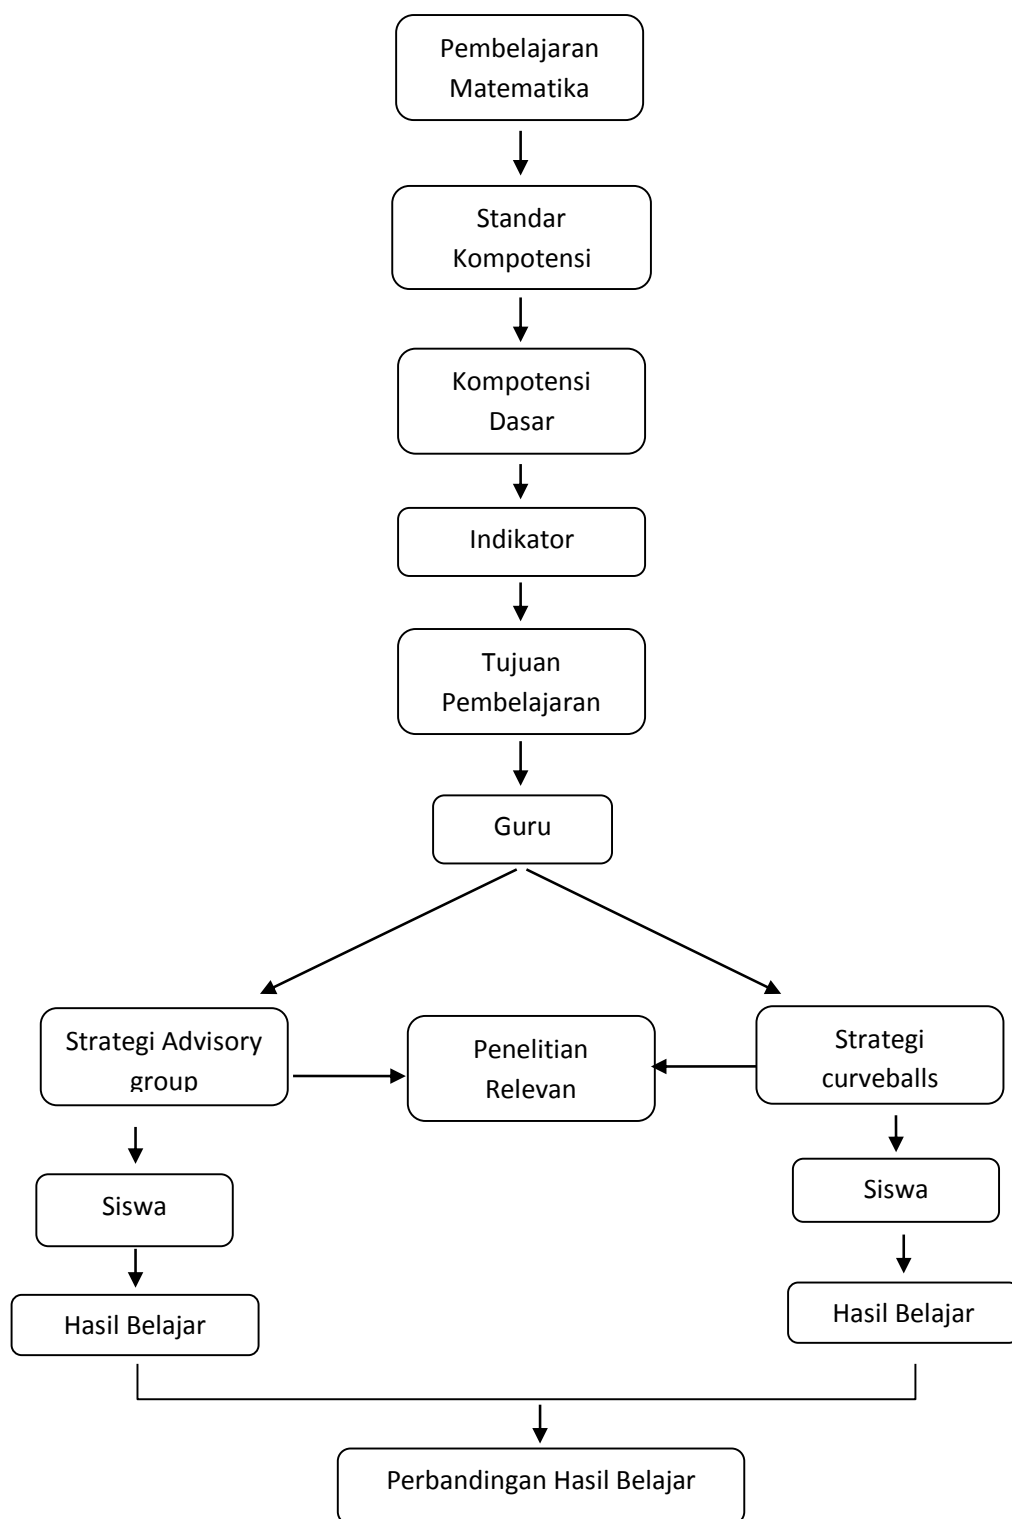 Pembelajaran
Matematika
Standar
Kompotensi
Kompotensi
Dasar
Indikator
Tujuan
Pembelajaran
Guru
Strategi Advisory
group
Penelitian
Relevan
Strategi
curveballs
Siswa
Siswa
Hasil Belajar
Hasil Belajar
Perbandingan Hasil Belajar